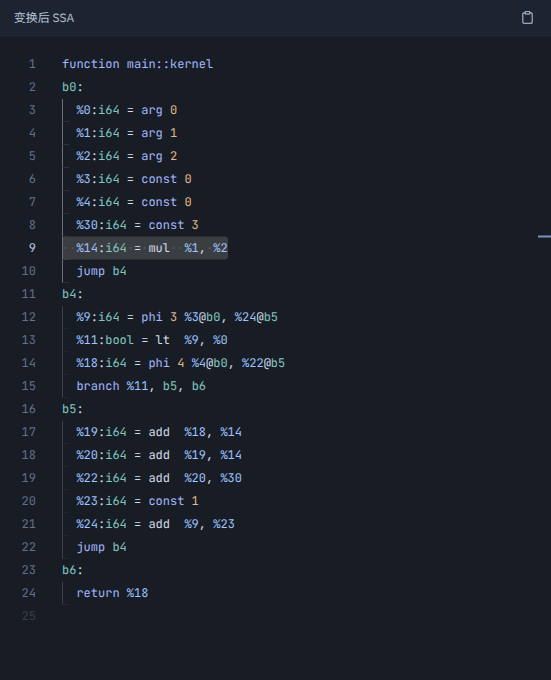 变换后 SSA
1 function main::kernel
2 b0:
3 %0:i64 = arg 0
4 %1:i64 = arg 1
5 %2:i64 = arg 2
6 %3:i64 = const 0
7 %4:i64 = const 0
8 %30:i64 = const 3
9 %14:i64 = mul %1, %2
10 jump b4
11 b4:
12 %9:i64 = phi 3 %3@b0, %24@b5
13 %11:bool = lt %9, %0
14 %18:i64 = phi 4 %4@b0, %22@b5
15 branch %11, b5, b6
16 b5:
17 %19:i64 = add %18, %14
18 %20:i64 = add %19, %14
19 %22:i64 = add %20, %30
20 %23:i64 = const 1
21 %24:i64 = add %9, %23
22 jump b4
23 b6:
24 return %18
25